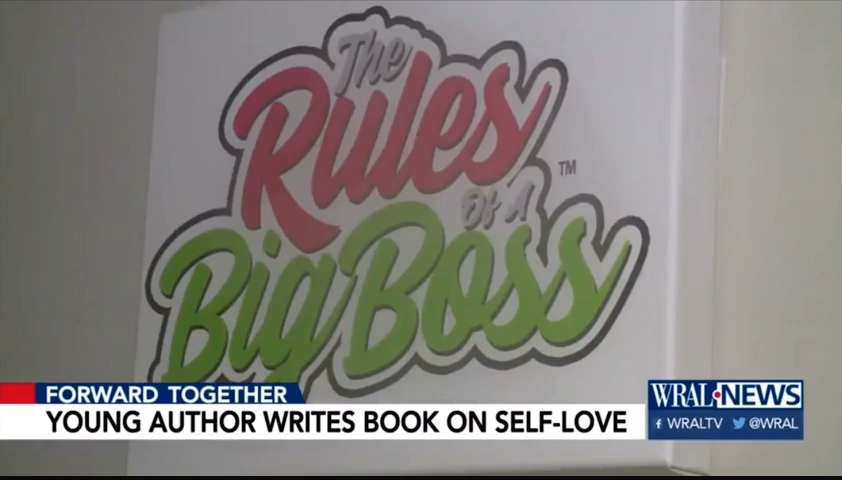 The
Rules
™
Of A
Big Boss
FORWARD TOGETHER
YOUNG AUTHOR WRITES BOOK ON SELF-LOVE
WRAL NEWS
f WRALTV @WRAL